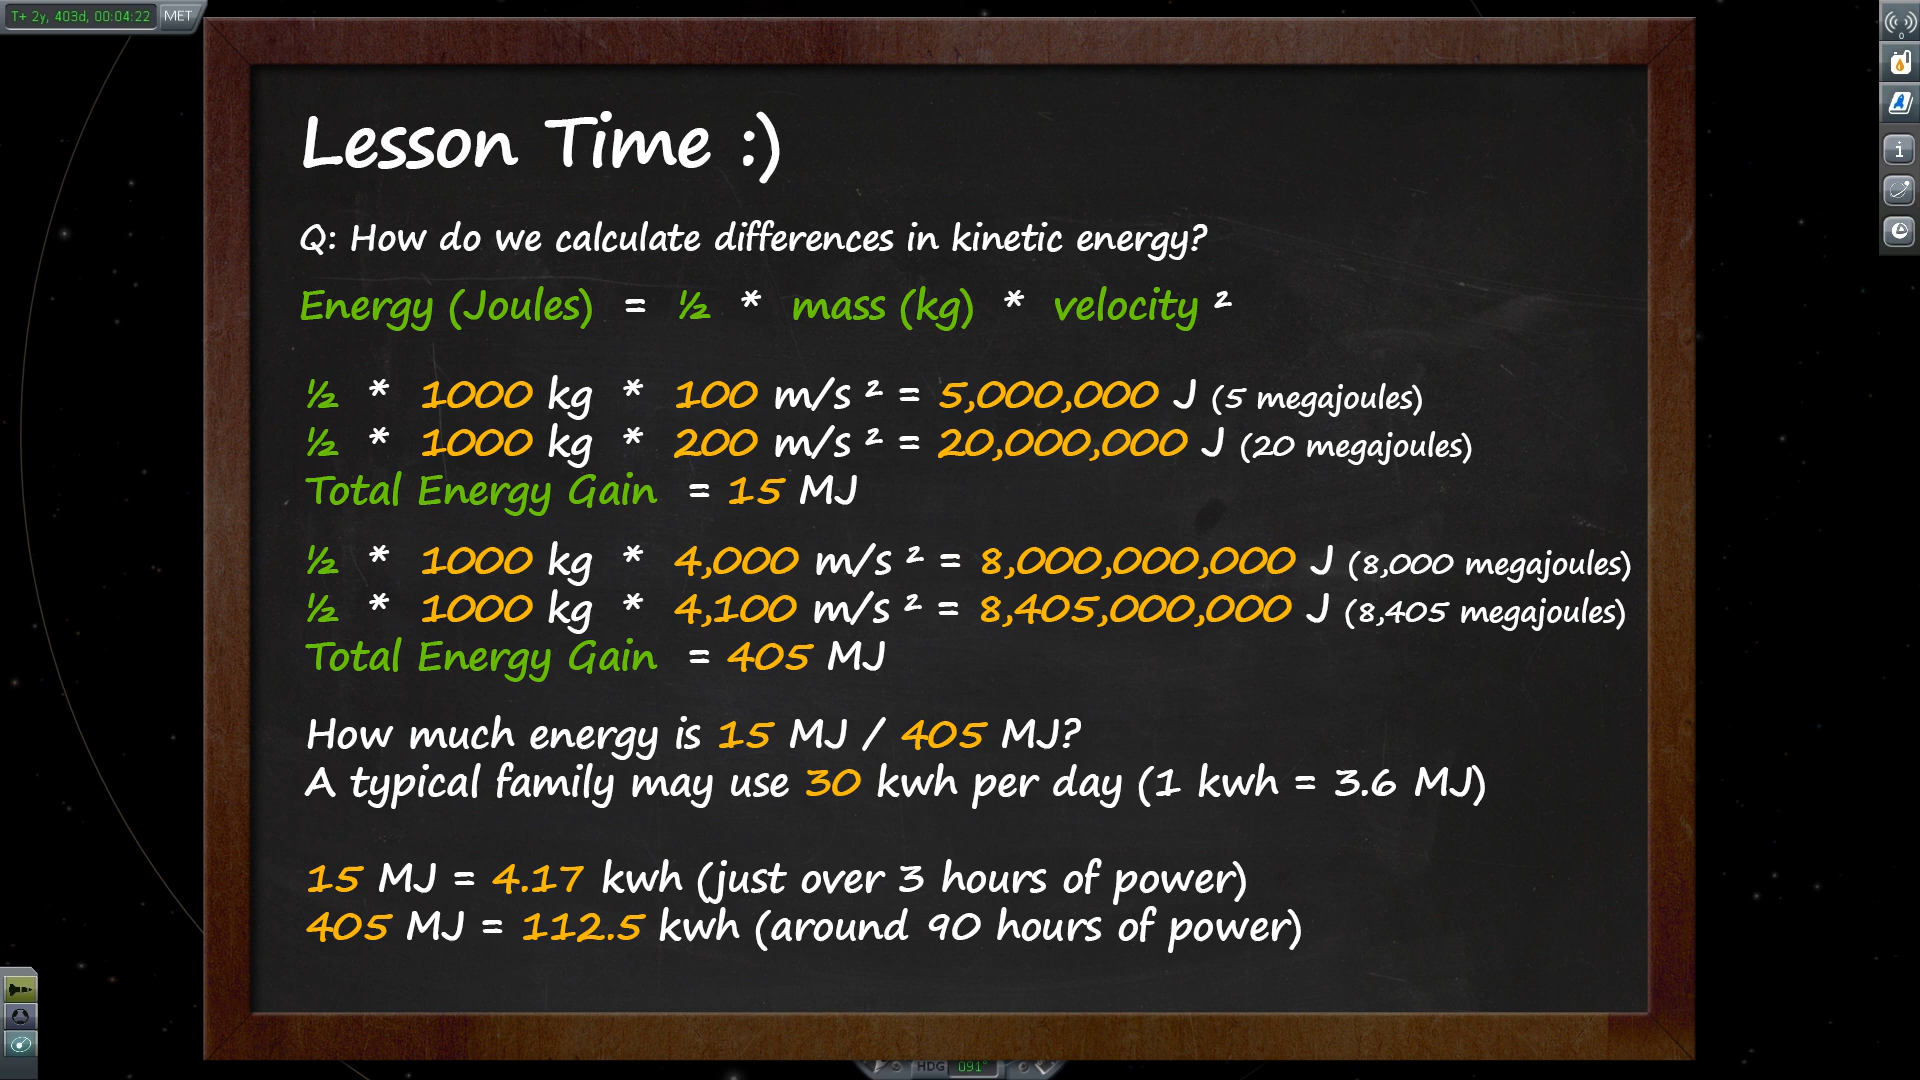 T+ 2y, 403d, 00:04:22 MET
0
Lesson Time :)
Q: How do we calculate differences in kinetic energy?
Energy (Joules) = ½ * mass (kg) * velocity ²
½ * 1000 kg * 100 m/s ² = 5,000,000 J (5 megajoules)
½ * 1000 kg * 200 m/s ² = 20,000,000 J (20 megajoules)
Total Energy Gain = 15 MJ
½ * 1000 kg * 4,000 m/s ² = 8,000,000,000 J (8,000 megajoules)
½ * 1000 kg * 4,100 m/s ² = 8,405,000,000 J (8,405 megajoules)
Total Energy Gain = 405 MJ
How much energy is 15 MJ / 405 MJ?
A typical family may use 30 kwh per day (1 kwh = 3.6 MJ)
15 MJ = 4.17 kwh (just over 3 hours of power)
405 MJ = 112.5 kwh (around 90 hours of power)
HDG 091°